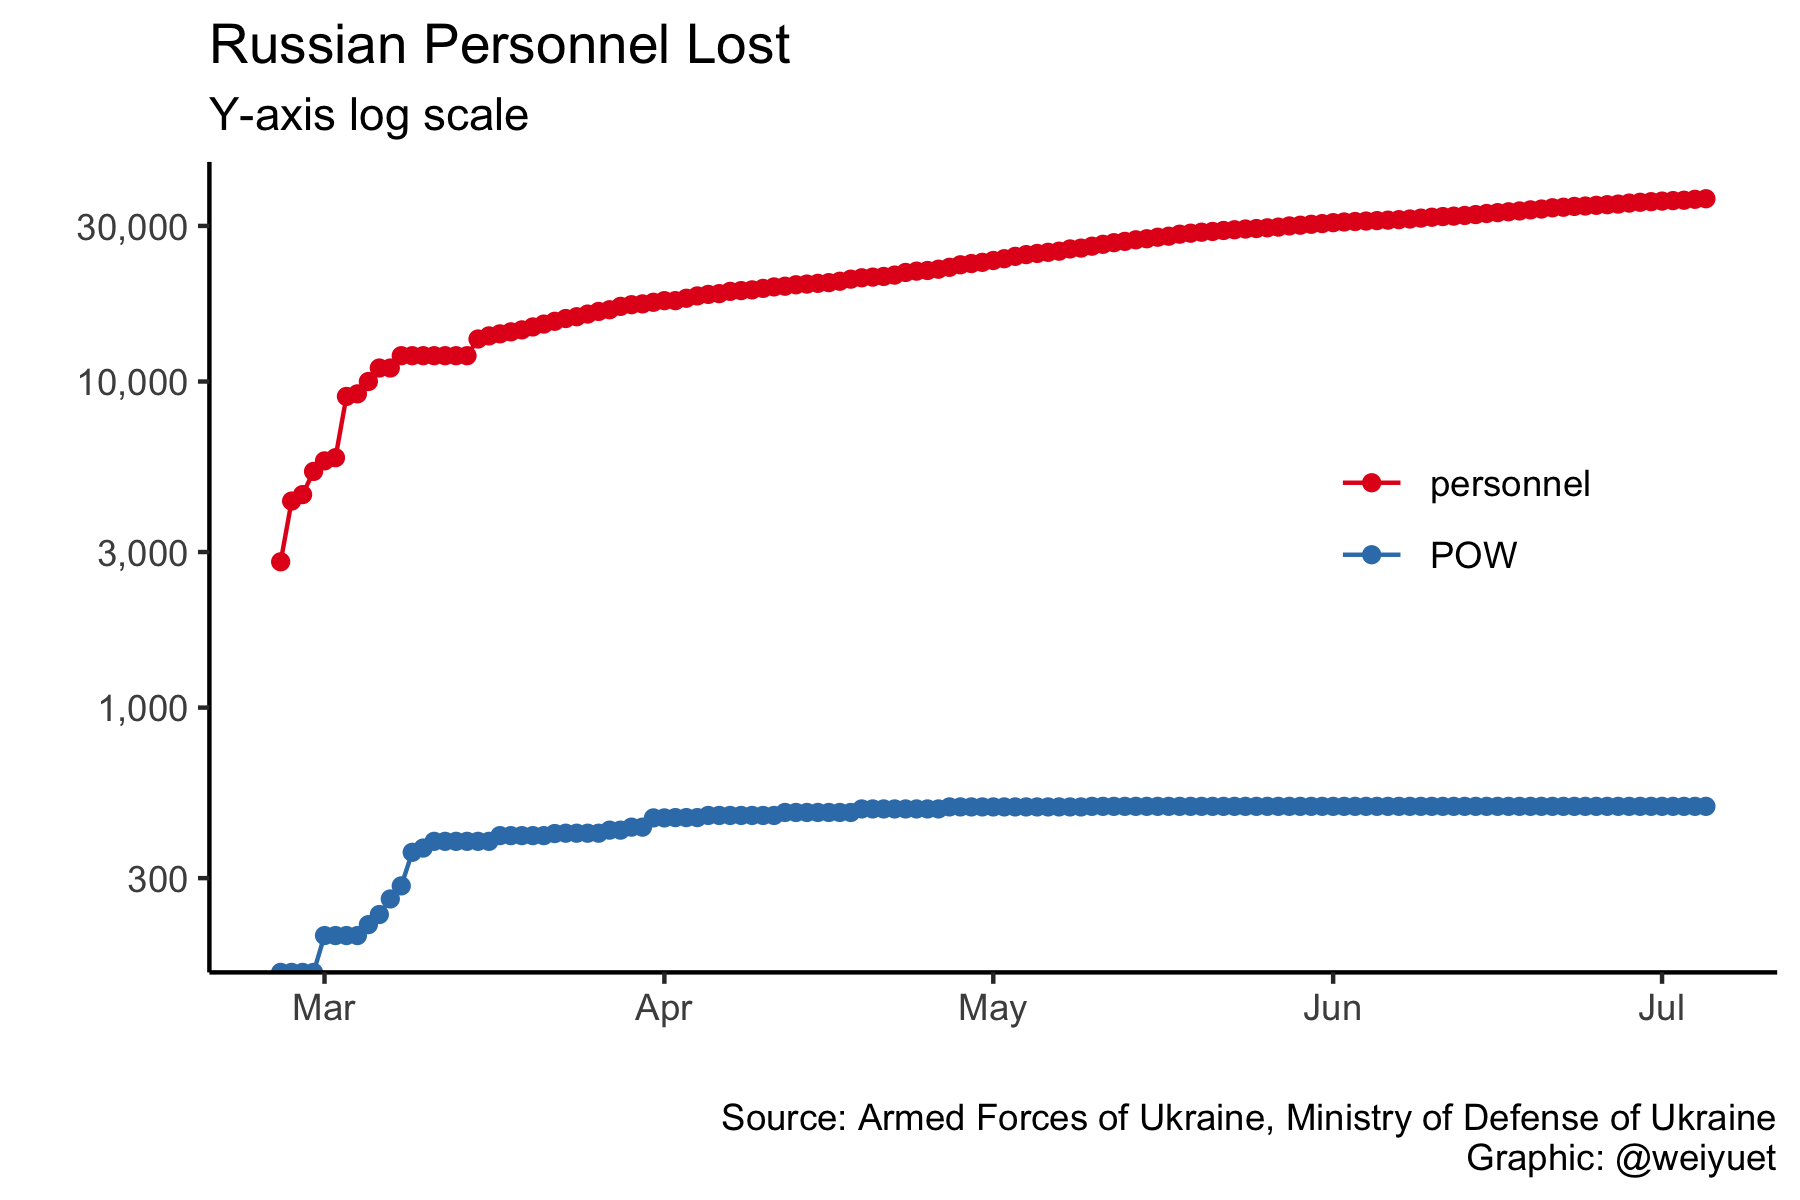 Russian Personnel Lost
Y-axis log scale
30,000
10,000
3,000
1,000
300
personnel
POW
Mar Apr May Jun Jul
Source: Armed Forces of Ukraine, Ministry of Defense of Ukraine
Graphic: @weiyuet